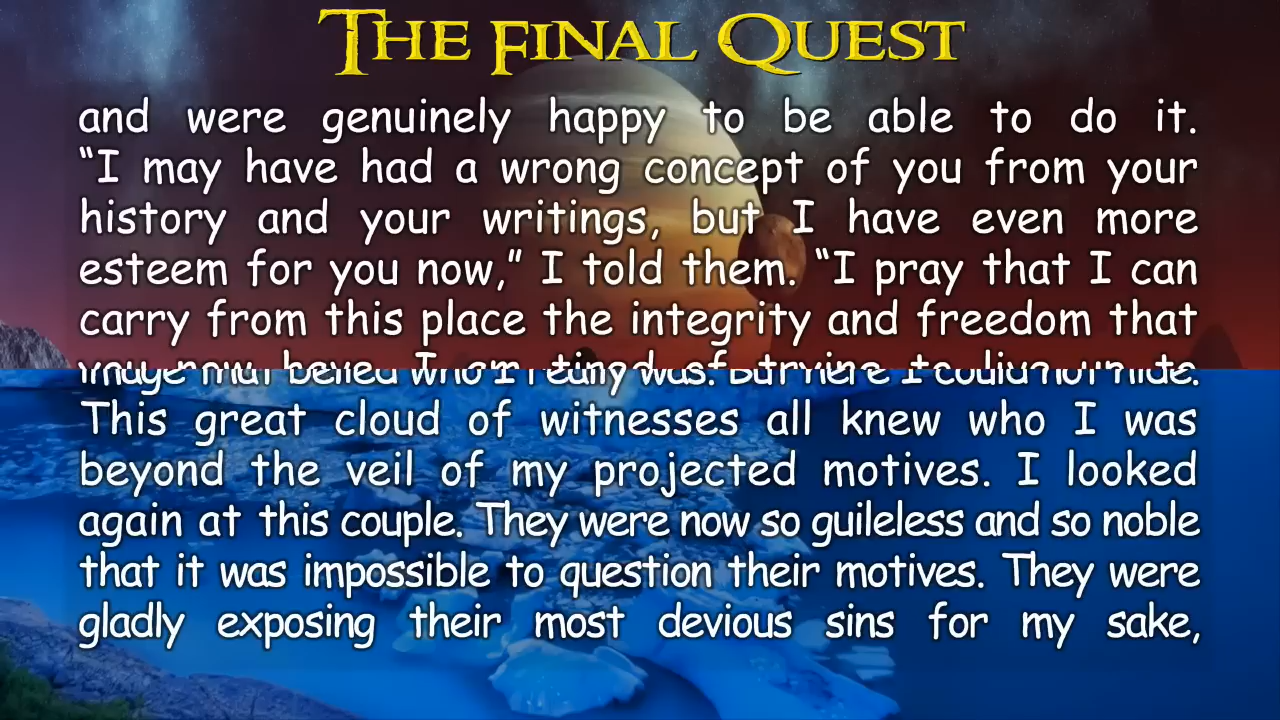 THE FINAL QUEST
and were genuinely happy to be able to do it.
“I may have had a wrong concept of you from your
history and your writings, but I have even more
esteem for you now,” I told them. “I pray that I can
carry from this place the integrity and freedom that
This great cloud of witnesses all knew who I was
beyond the veil of my projected motives. I looked
again at this couple. They were now so guileless and so noble
that it was impossible to question their motives. They were
gladly exposing their most devious sins for my sake,